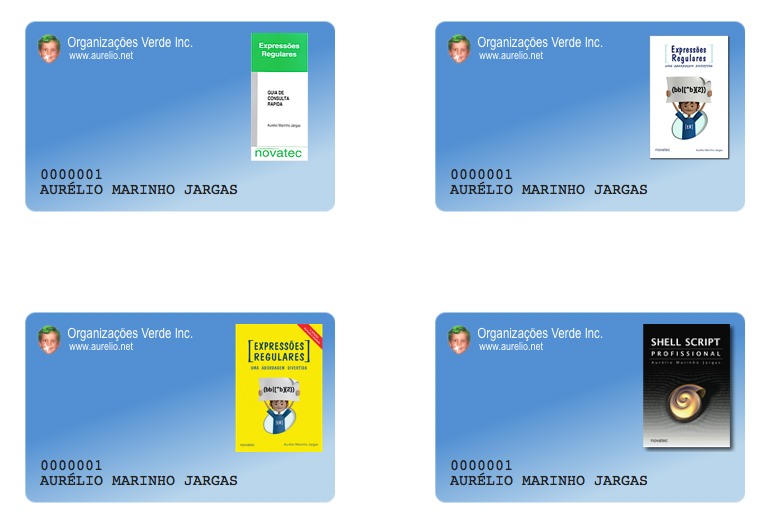 Organizações Verde Inc.
www.aurelio.net
Expressões
Regulares
GUIA DE
CONSULTA
RÁPIDA
Aurélio Marinho Jargas
novatec
0000001
AURÉLIO MARINHO JARGAS
Organizações Verde Inc.
www.aurelio.net
Expressões
Regulares
UMA ABORDAGEM DIVERTIDA
(bb|[^b]{2})
novatec
Aurélio Marinho Jargas
0000001
AURÉLIO MARINHO JARGAS
Organizações Verde Inc.
www.aurelio.net
[EXPRESSÕES
REGULARES]
UMA ABORDAGEM DIVERTIDA
(bb|[^b]{2})
novatec
Aurélio Marinho Jargas
0000001
AURÉLIO MARINHO JARGAS
Organizações Verde Inc.
www.aurelio.net
SHELL SCRIPT
PROFISSIONAL
Aurélio Marinho Jargas
novatec
0000001
AURÉLIO MARINHO JARGAS